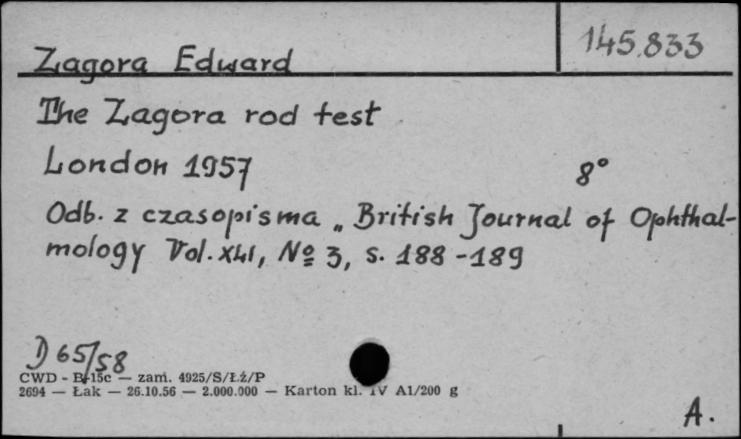 145.833
Zagora Edward
The Zagora rod test
London 1957 8°
Odb. z czasopisma „ British Journal of Ophthal-
mology Vol. XLI, № 3, s. 188-189
D 65/58
CWD - B-15c — zam. 4925/S/Łż/P
2694 — Łak — 26.10.56 — 2.000.000 — Karton kl. IV A1/200 g
A.